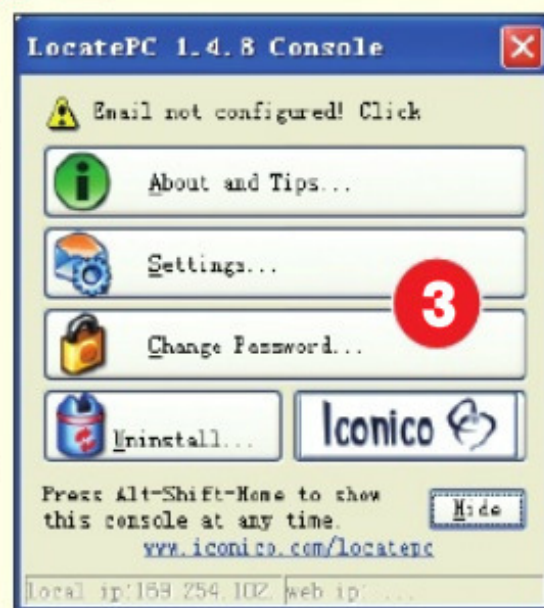 LocatePC 1.4.8 Console
Email not configured! Click
About and Tips...
Settings...
3
Change Password...
Uninstall...
Iconico
Press Alt-Shift-Home to show
this console at any time.
Hide
www.iconico.com/locatepc
local ip:169.254.102. web ip: ...